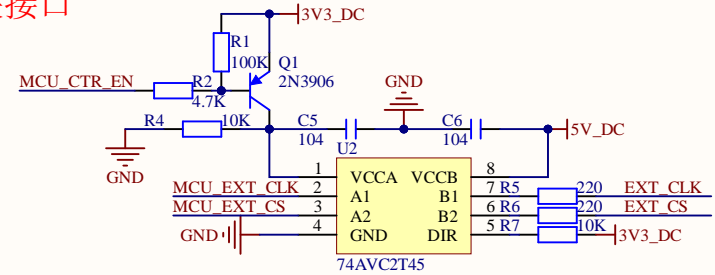 接口
3V3_DC
R1
100K
Q1
2N3906
MCU_CTR_EN
R2
4.7K
GND
R4
10K
C5
104
C6
104
5V_DC
GND
U2
1 VCCA VCCB 8
MCU_EXT_CLK 2 A1 B1 7 R5 220 EXT_CLK
MCU_EXT_CS 3 A2 B2 6 R6 220 EXT_CS
GND 4 GND DIR 5 R7 10K 3V3_DC
74AVC2T45